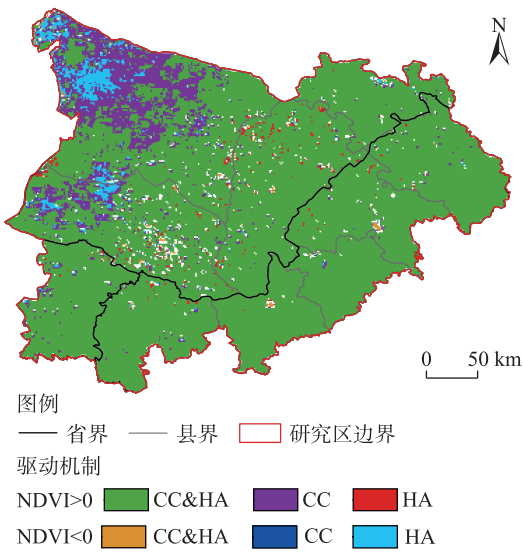 N
0 50 km
图例
省界 县界 研究区边界
驱动机制
NDVI>0 CC&HA CC HA
NDVI<0 CC&HA CC HA